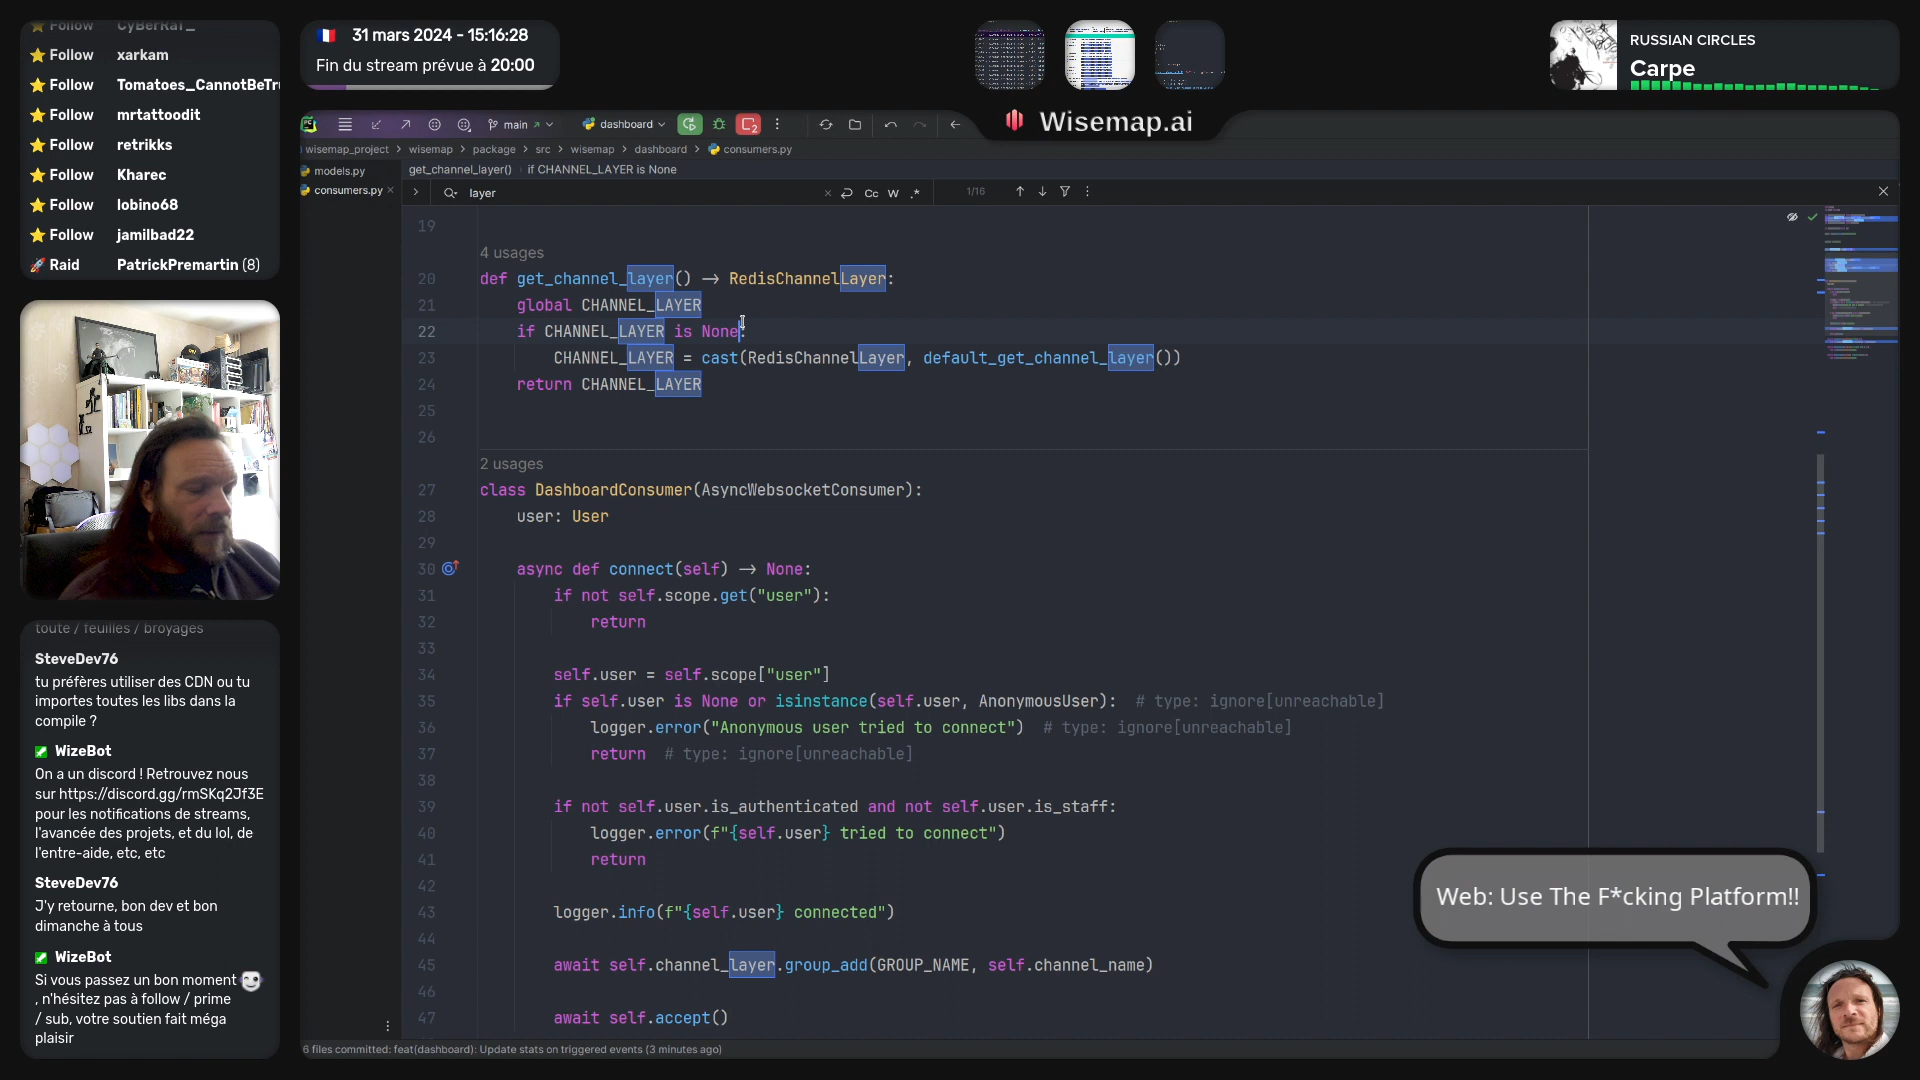 ⭐ Follow CyBerRaT_
⭐ Follow xarkam
⭐ Follow Tomatoes_CannotBeTr
⭐ Follow mrtattoodit
⭐ Follow retrikks
⭐ Follow Kharec
⭐ Follow lobino68
⭐ Follow jamilbad22
🚀 Raid PatrickPremartin (8)
31 mars 2024 - 15:16:28
Fin du stream prévue à 20:00
RUSSIAN CIRCLES
Carpe
main
dashboard
2
Wisemap.ai
wisemap_project > wisemap > package > src > wisemap > dashboard > consumers.py
models.py
consumers.py
get_channel_layer() if CHANNEL_LAYER is None
layer
Cc W .*
1/16
19
4 usages
20 def get_channel_layer() -> RedisChannelLayer:
21 global CHANNEL_LAYER
22 if CHANNEL_LAYER is None:
23 CHANNEL_LAYER = cast(RedisChannelLayer, default_get_channel_layer())
24 return CHANNEL_LAYER
25
26
2 usages
27 class DashboardConsumer(AsyncWebsocketConsumer):
28 user: User
29
30 async def connect(self) -> None:
31 if not self.scope.get("user"):
32 return
33
34 self.user = self.scope["user"]
35 if self.user is None or isinstance(self.user, AnonymousUser): # type: ignore[unreachable]
36 logger.error("Anonymous user tried to connect") # type: ignore[unreachable]
37 return # type: ignore[unreachable]
38
39 if not self.user.is_authenticated and not self.user.is_staff:
40 logger.error(f"{self.user} tried to connect")
41 return
42
43 logger.info(f"{self.user} connected")
44
45 await self.channel_layer.group_add(GROUP_NAME, self.channel_name)
46
47 await self.accept()
6 files committed: feat(dashboard): Update stats on triggered events (3 minutes ago)
toute / feuilles / broyages
SteveDev76
tu préfères utiliser des CDN ou tu
importes toutes les libs dans la
compile ?
WizeBot
On a un discord ! Retrouvez nous
sur https://discord.gg/rmSKq2Jf3E
pour les notifications de streams,
l'avancée des projets, et du lol, de
l'entre-aide, etc, etc
SteveDev76
J'y retourne, bon dev et bon
dimanche à tous
WizeBot
Si vous passez un bon moment
, n'hésitez pas à follow / prime
/ sub, votre soutien fait méga
plaisir
Web: Use The F*cking Platform!!